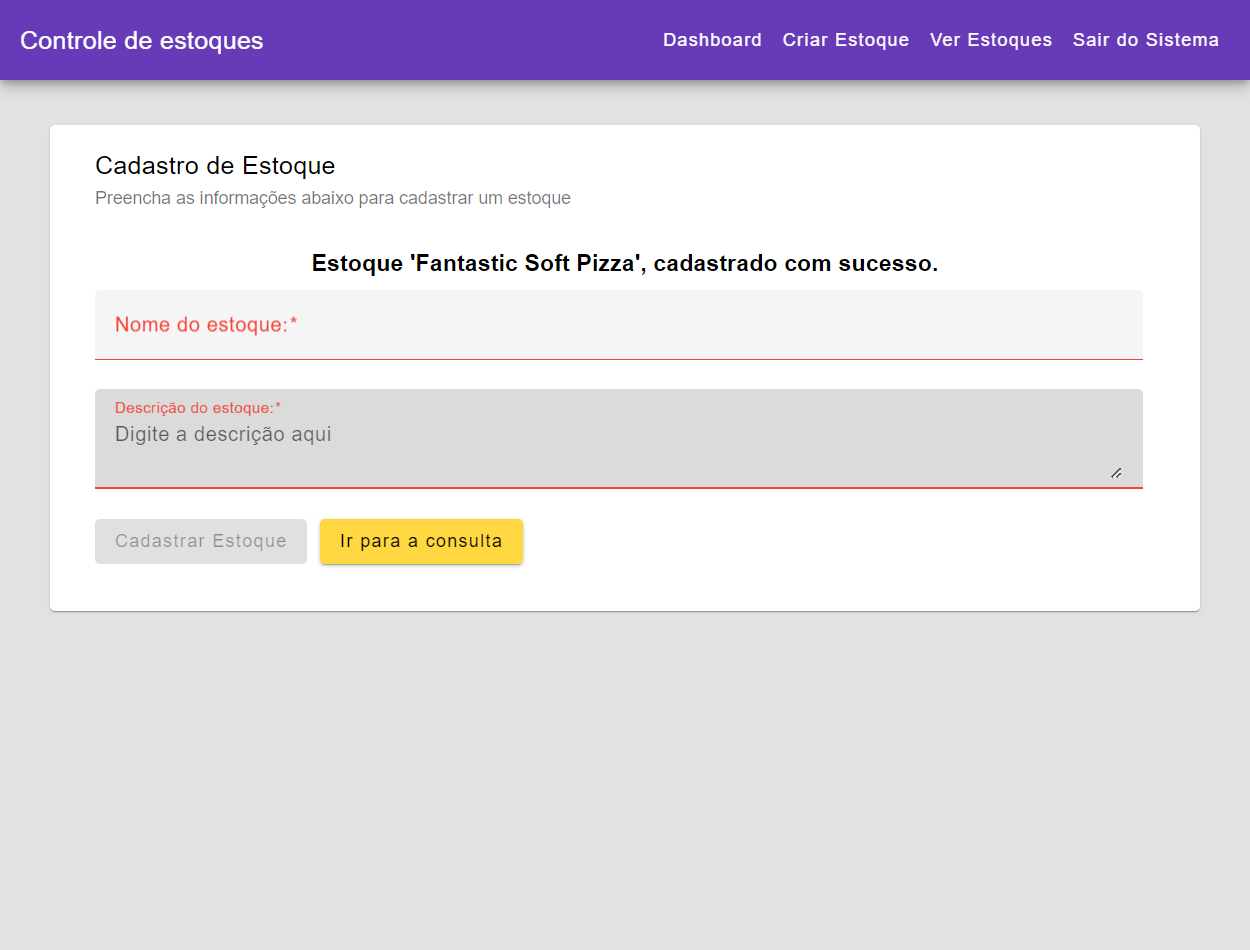 Controle de estoques
Dashboard Criar Estoque Ver Estoques Sair do Sistema
Cadastro de Estoque
Preencha as informações abaixo para cadastrar um estoque
Estoque 'Fantastic Soft Pizza', cadastrado com sucesso.
Nome do estoque:*
Descrição do estoque:*
Digite a descrição aqui
Cadastrar Estoque Ir para a consulta